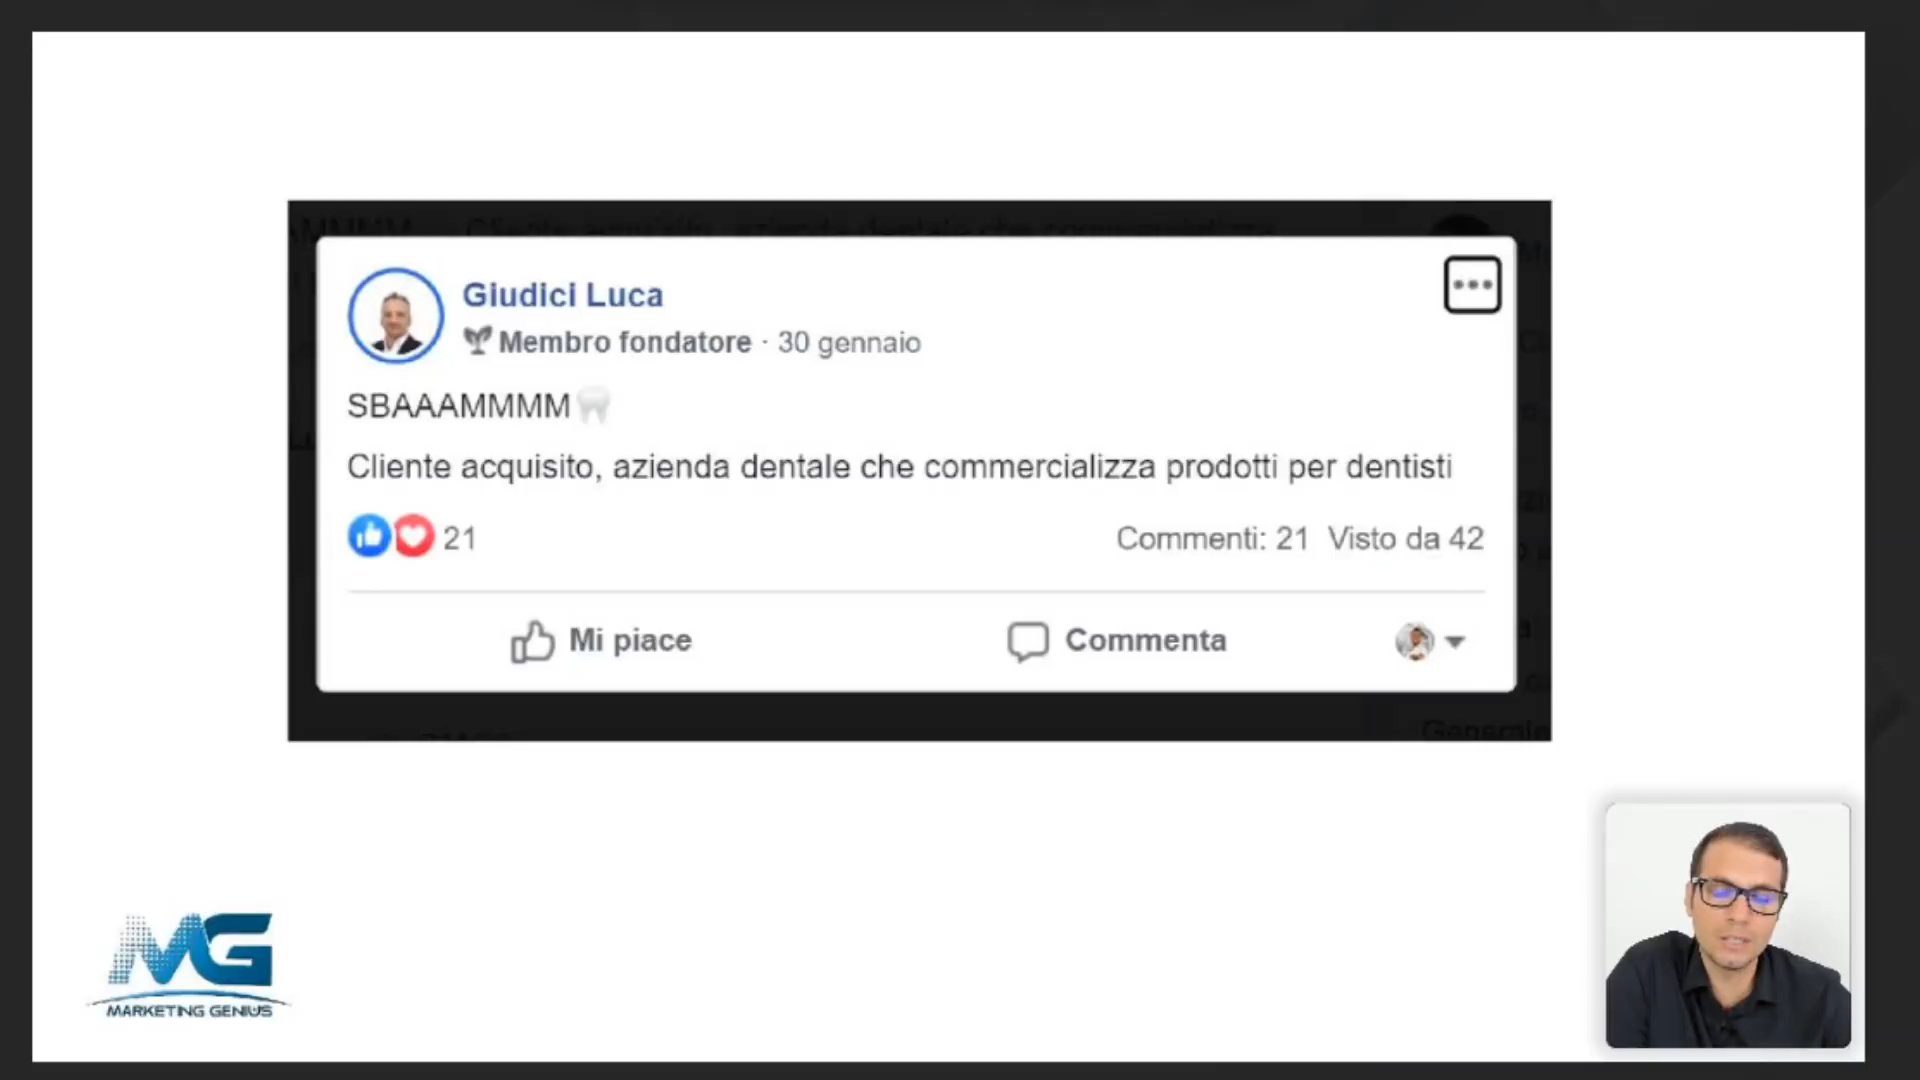 Giudici Luca
Membro fondatore · 30 gennaio
SBAAAMMMM🦷
Cliente acquisito, azienda dentale che commercializza prodotti per dentisti
21
Commenti: 21 Visto da 42
Mi piace
Commenta
MG
MARKETING GENIUS